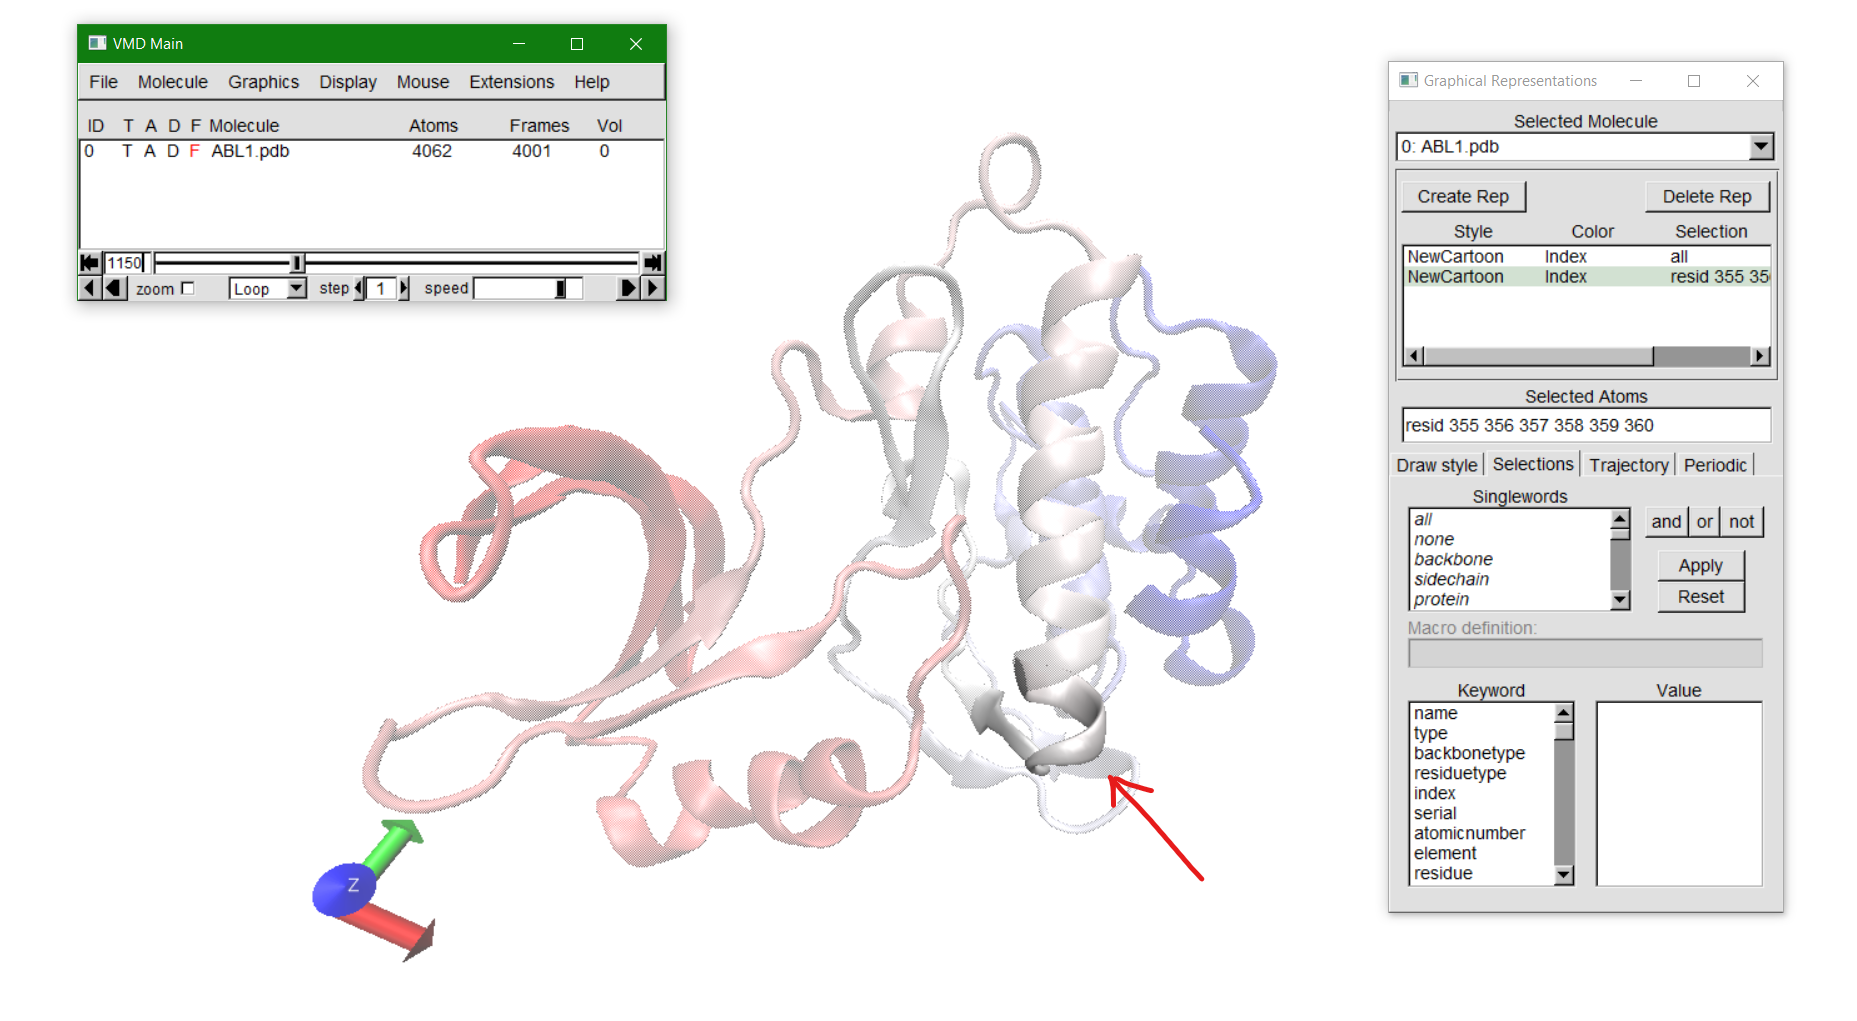 VMD Main
File Molecule Graphics Display Mouse Extensions Help
ID T A D F Molecule Atoms Frames Vol
0 T A D F ABL1.pdb 4062 4001 0
1150
zoom Loop step 1 speed
Z
Graphical Representations
Selected Molecule
0: ABL1.pdb
Create Rep Delete Rep
Style Color Selection
NewCartoon Index all
NewCartoon Index resid 355 35
Selected Atoms
resid 355 356 357 358 359 360
Draw style Selections Trajectory Periodic
Singlewords
all
none
backbone
sidechain
protein
and or not
Apply
Reset
Macro definition:
Keyword Value
name
type
backbonetype
residuetype
index
serial
atomicnumber
element
residue